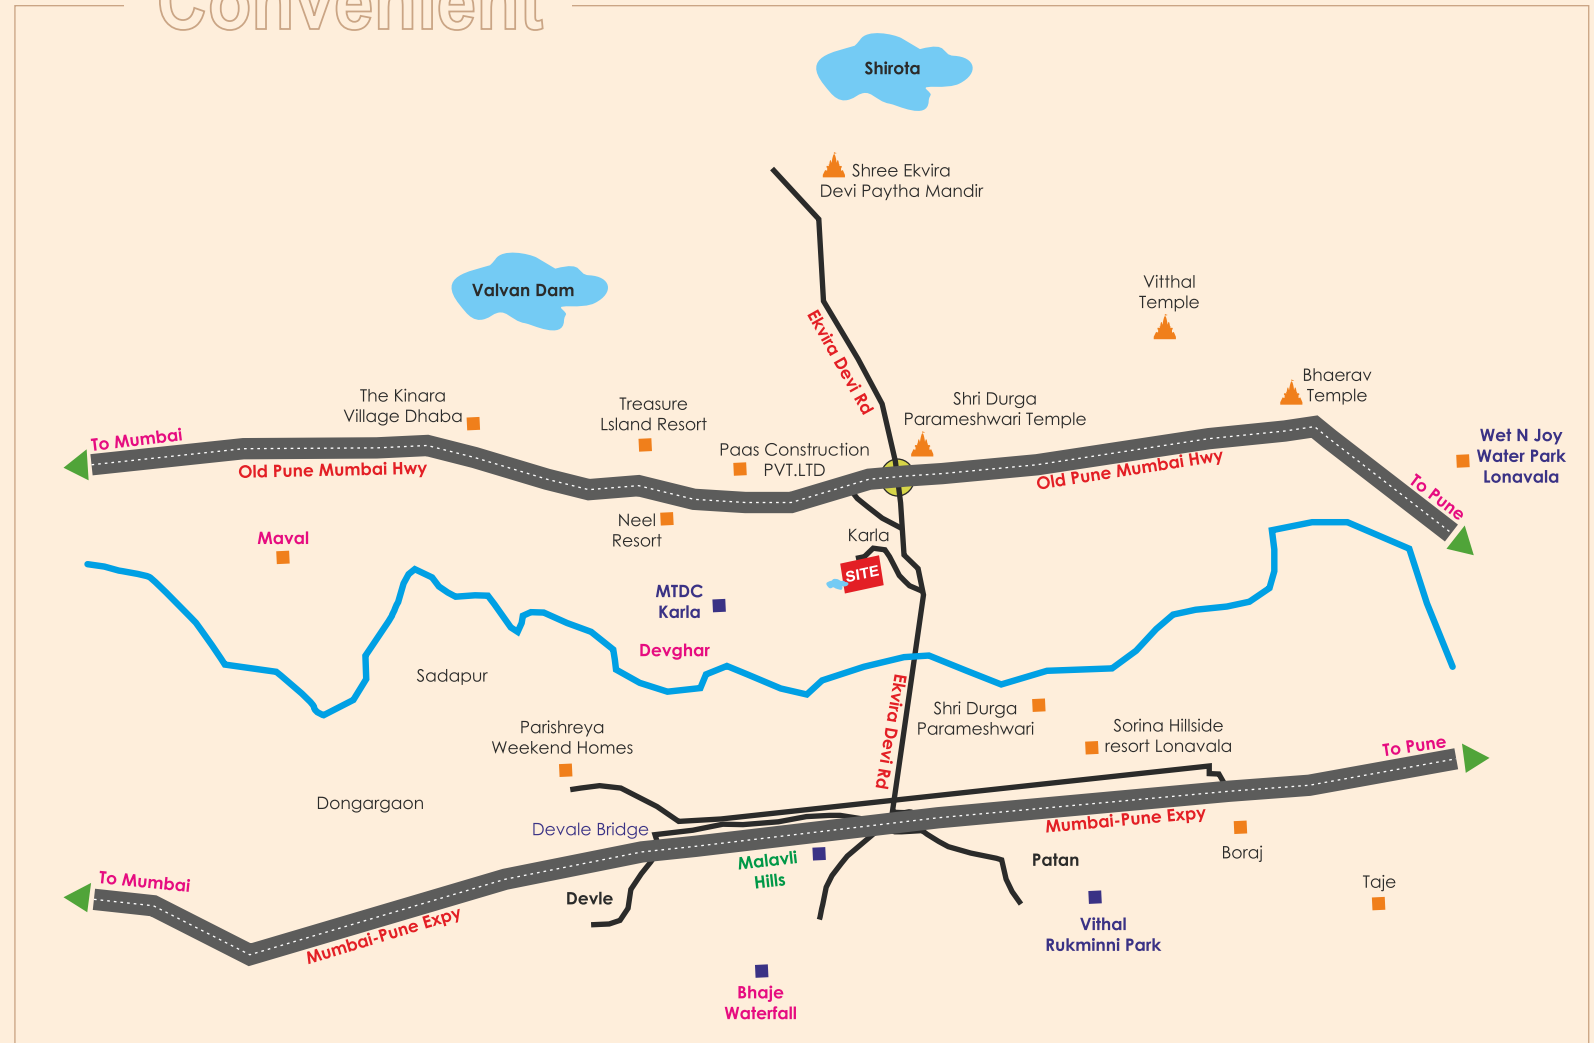 Convenient
Shirota
Shree Ekvira
Devi Paytha Mandir
Valvan Dam
Vitthal
Temple
Ekvira Devi Rd
Bhaerav
Temple
The Kinara
Village Dhaba
Treasure
Lsland Resort
Shri Durga
Parameshwari Temple
To Mumbai
Old Pune Mumbai Hwy
Paas Construction
PVT.LTD
Old Pune Mumbai Hwy
Wet N Joy
Water Park
Lonavala
To Pune
Neel
Resort
Maval
Karla
SITE
MTDC
Karla
Devghar
Sadapur
Ekvira Devi Rd
Shri Durga
Parameshwari
Parishreya
Weekend Homes
Sorina Hillside
resort Lonavala
To Pune
Dongargaon
Devale Bridge
Mumbai-Pune Expy
Malavli
Hills
Patan
Boraj
To Mumbai
Devle
Taje
Mumbai-Pune Expy
Vithal
Rukminni Park
Bhaje
Waterfall